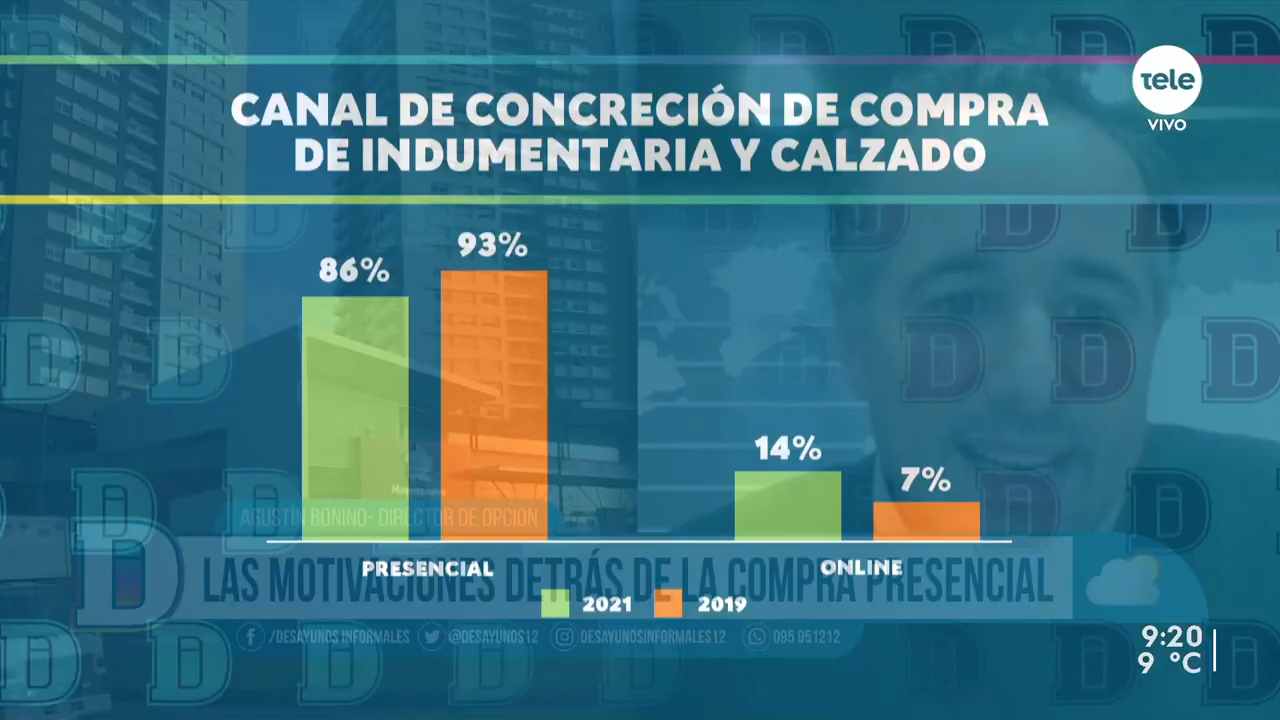 CANAL DE CONCRECIÓN DE COMPRA
DE INDUMENTARIA Y CALZADO
tele
VIVO
86%
93%
14%
7%
AGUSTÍN BONINO- DIRECTOR DE OPCIÓN
PRESENCIAL
ONLINE
LAS MOTIVACIONES DETRÁS DE LA COMPRA PRESENCIAL
2021
2019
/DESAYUNOS INFORMALES
@DESAYUNOS12
DESAYUNOSINFORMALES12
095 951212
9:20
9 °C